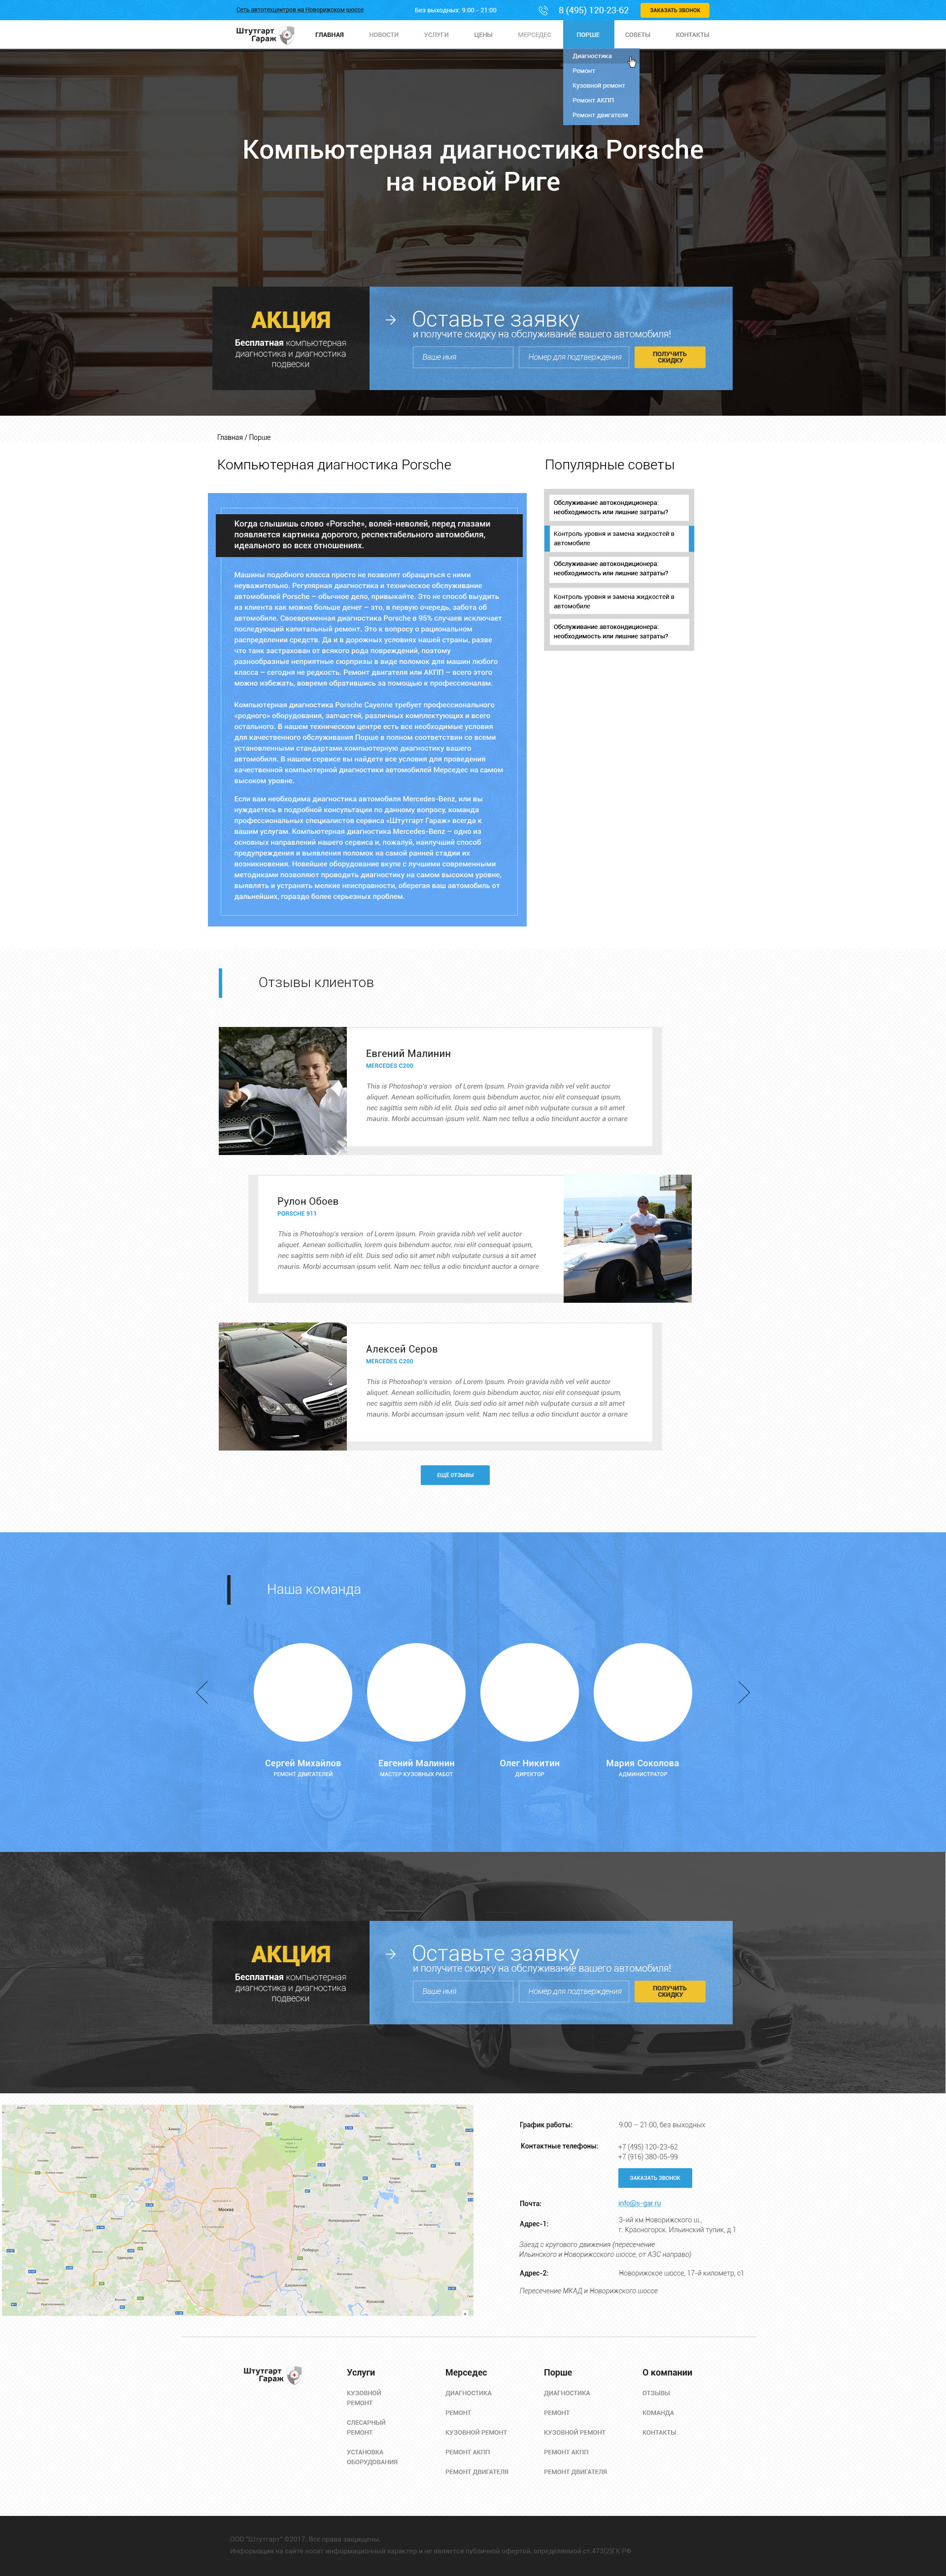 Сеть автотехцентров на Новорижском шоссе
Без выходных: 9:00 - 21:00
8 (495) 120-23-62
ЗАКАЗАТЬ ЗВОНОК
Штутгарт
Гараж
ГЛАВНАЯ
НОВОСТИ
УСЛУГИ
ЦЕНЫ
МЕРСЕДЕС
ПОРШЕ
СОВЕТЫ
КОНТАКТЫ
Диагностика
Ремонт
Кузовной ремонт
Ремонт АКПП
Ремонт двигателя
Компьютерная диагностика Porsche
на новой Риге
АКЦИЯ
Бесплатная компьютерная
диагностика и диагностика
подвески
Оставьте заявку
и получите скидку на обслуживание вашего автомобиля!
Ваше имя
Номер для подтверждения
ПОЛУЧИТЬ
СКИДКУ
Главная / Порше
Компьютерная диагностика Porsche
Когда слышишь слово «Porsche», волей-неволей, перед глазами
появляется картинка дорогого, респектабельного автомобиля,
идеального во всех отношениях.
Машины подобного класса просто не позволят обращаться с ними
неуважительно. Регулярная диагностика и техническое обслуживание
автомобилей Porsche – обычное дело, привыкайте. Это не способ выудить
из клиента как можно больше денег – это, в первую очередь, забота об
автомобиле. Своевременная диагностика Porsche в 95% случаев исключает
последующий капитальный ремонт. Это к вопросу о рациональном
распределении средств. Да и в дорожных условиях нашей страны, разве
что танк застрахован от всякого рода повреждений, поэтому
разнообразные неприятные сюрпризы в виде поломок для машин любого
класса – сегодня не редкость. Ремонт двигателя или АКПП – всего этого
можно избежать, вовремя обратившись за помощью к профессионалам.
Компьютерная диагностика Porsche Cayenne требует профессионального
«родного» оборудования, запчастей, различных комплектующих и всего
остального. В нашем техническом центре есть все необходимые условия
для качественного обслуживания Порше в полном соответствии со всеми
установленными стандартами.компьютерную диагностику вашего
автомобиля. В нашем сервисе вы найдете все условия для проведения
качественной компьютерной диагностики автомобилей Мерседес на самом
высоком уровне.
Если вам необходима диагностика автомобиля Mercedes-Benz, или вы
нуждаетесь в подробной консультации по данному вопросу, команда
профессиональных специалистов сервиса «Штутгарт Гараж» всегда к
вашим услугам. Компьютерная диагностика Mercedes-Benz – одно из
основных направлений нашего сервиса и, пожалуй, наилучший способ
предупреждения и выявления поломок на самой ранней стадии их
возникновения. Новейшее оборудование вкупе с лучшими современными
методиками позволяют проводить диагностику на самом высоком уровне,
выявлять и устранять мелкие неисправности, оберегая ваш автомобиль от
дальнейших, гораздо более серьезных проблем.
Популярные советы
Обслуживание автокондиционера:
необходимость или лишние затраты?
Контроль уровня и замена жидкостей в
автомобиле
Обслуживание автокондиционера:
необходимость или лишние затраты?
Контроль уровня и замена жидкостей в
автомобиле
Обслуживание автокондиционера:
необходимость или лишние затраты?
Отзывы клиентов
Евгений Малинин
MERCEDES C200
This is Photoshop's version of Lorem Ipsum. Proin gravida nibh vel velit auctor
aliquet. Aenean sollicitudin, lorem quis bibendum auctor, nisi elit consequat ipsum,
nec sagittis sem nibh id elit. Duis sed odio sit amet nibh vulputate cursus a sit amet
mauris. Morbi accumsan ipsum velit. Nam nec tellus a odio tincidunt auctor a ornare
Рулон Обоев
PORSCHE 911
This is Photoshop's version of Lorem Ipsum. Proin gravida nibh vel velit auctor
aliquet. Aenean sollicitudin, lorem quis bibendum auctor, nisi elit consequat ipsum,
nec sagittis sem nibh id elit. Duis sed odio sit amet nibh vulputate cursus a sit amet
mauris. Morbi accumsan ipsum velit. Nam nec tellus a odio tincidunt auctor a ornare
Алексей Серов
MERCEDES C200
This is Photoshop's version of Lorem Ipsum. Proin gravida nibh vel velit auctor
aliquet. Aenean sollicitudin, lorem quis bibendum auctor, nisi elit consequat ipsum,
nec sagittis sem nibh id elit. Duis sed odio sit amet nibh vulputate cursus a sit amet
mauris. Morbi accumsan ipsum velit. Nam nec tellus a odio tincidunt auctor a ornare
ЕЩЁ ОТЗЫВЫ
Наша команда
Сергей Михайлов
РЕМОНТ ДВИГАТЕЛЕЙ
Евгений Малинин
МАСТЕР КУЗОВНЫХ РАБОТ
Олег Никитин
ДИРЕКТОР
Мария Соколова
АДМИНИСТРАТОР
АКЦИЯ
Бесплатная компьютерная
диагностика и диагностика
подвески
Оставьте заявку
и получите скидку на обслуживание вашего автомобиля!
Ваше имя
Номер для подтверждения
ПОЛУЧИТЬ
СКИДКУ
Москва
График работы:
9:00 – 21:00, без выходных
Контактные телефоны:
+7 (495) 120-23-62
+7 (916) 380-05-99
ЗАКАЗАТЬ ЗВОНОК
Почта:
info@s-gar.ru
Адрес-1:
3-ий км Новорижского ш.,
г. Красногорск. Ильинский тупик, д.1
Заезд с кругового движения (пересечение
Ильинского и Новорижсского шоссе, от АЗС направо)
Адрес-2:
Новорижское шоссе, 17-й километр, с1
Пересечение МКАД и Новорижского шоссе
Штутгарт
Гараж
Услуги
КУЗОВНОЙ
РЕМОНТ
СЛЕСАРНЫЙ
РЕМОНТ
УСТАНОВКА
ОБОРУДОВАНИЯ
Мерседес
ДИАГНОСТИКА
РЕМОНТ
КУЗОВНОЙ РЕМОНТ
РЕМОНТ АКПП
РЕМОНТ ДВИГАТЕЛЯ
Порше
ДИАГНОСТИКА
РЕМОНТ
КУЗОВНОЙ РЕМОНТ
РЕМОНТ АКПП
РЕМОНТ ДВИГАТЕЛЯ
О компании
ОТЗЫВЫ
КОМАНДА
КОНТАКТЫ
ООО "Штутгарт" ©2017. Все права защищены.
Информация на сайте носит информационный характер и не является публичной офертой, определяемой ст.473(2)ГК РФ